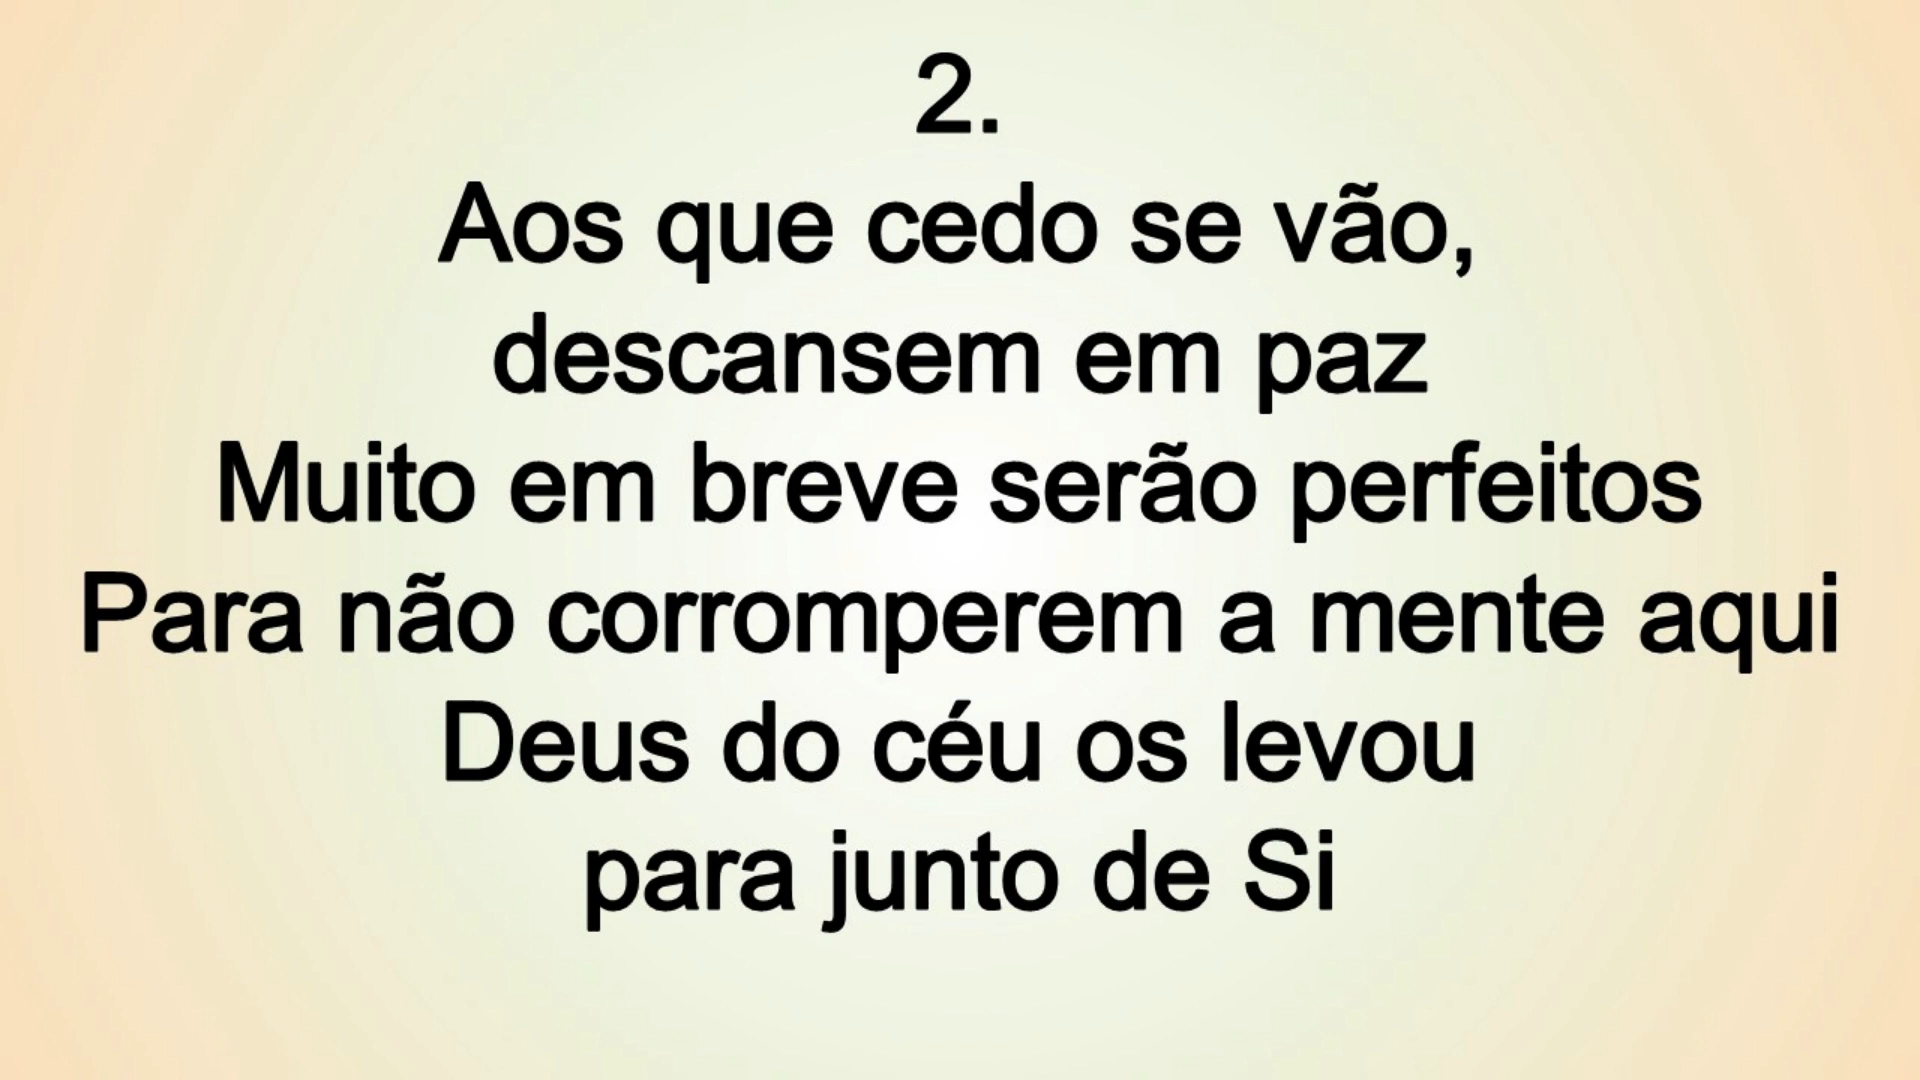 2.
Aos que cedo se vão,
descansem em paz
Muito em breve serão perfeitos
Para não corromperem a mente aqui
Deus do céu os levou
para junto de Si